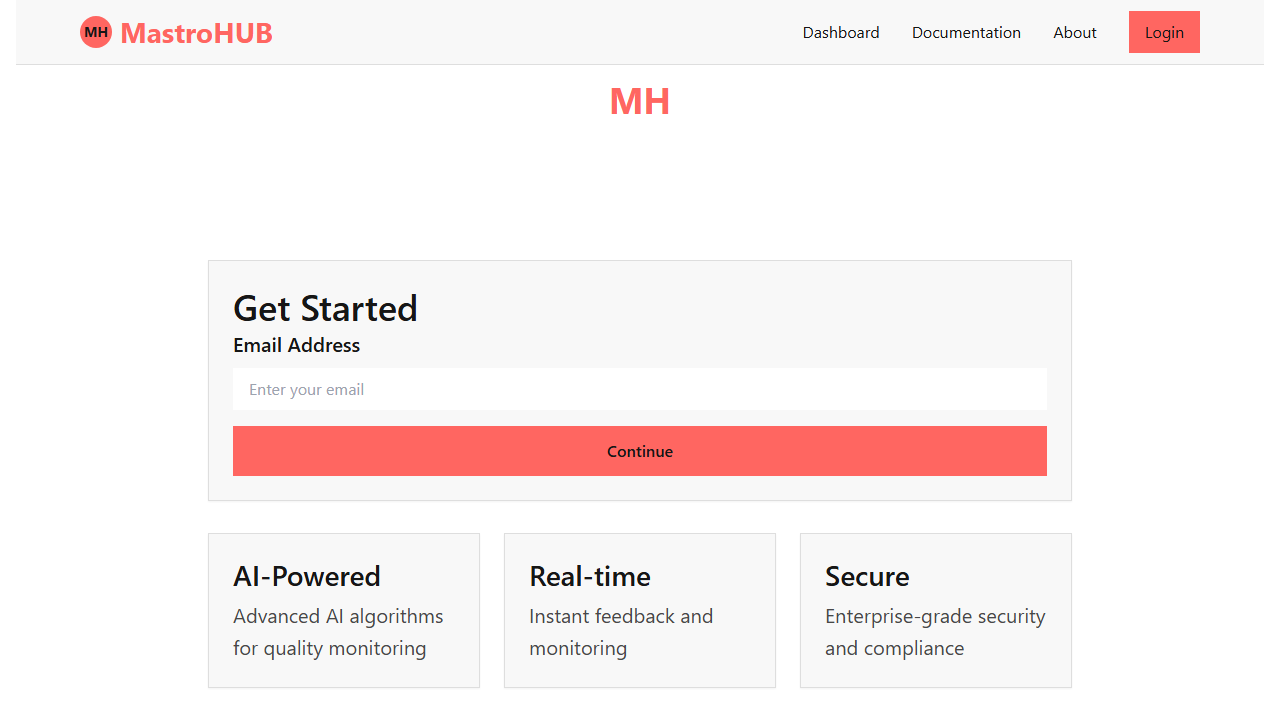 MH MastroHUB Dashboard Documentation About Login
MH
Get Started
Email Address
Enter your email
Continue
AI-Powered
Advanced AI algorithms
for quality monitoring
Real-time
Instant feedback and
monitoring
Secure
Enterprise-grade security
and compliance